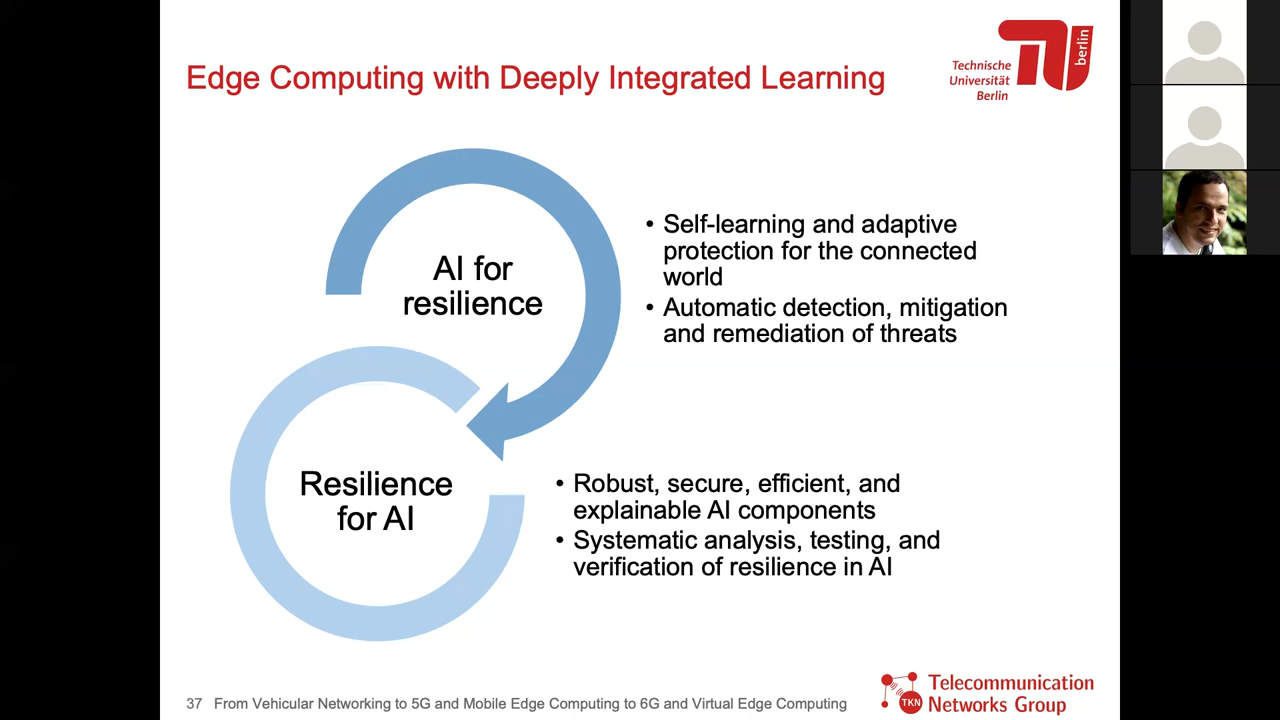 Edge Computing with Deeply Integrated Learning
Technische
Universität
Berlin
berlin
AI for
resilience
• Self-learning and adaptive
protection for the connected
world
• Automatic detection, mitigation
and remediation of threats
Resilience
for AI
• Robust, secure, efficient, and
explainable AI components
• Systematic analysis, testing, and
verification of resilience in AI
37 From Vehicular Networking to 5G and Mobile Edge Computing to 6G and Virtual Edge Computing
TKN
Telecommunication
Networks Group